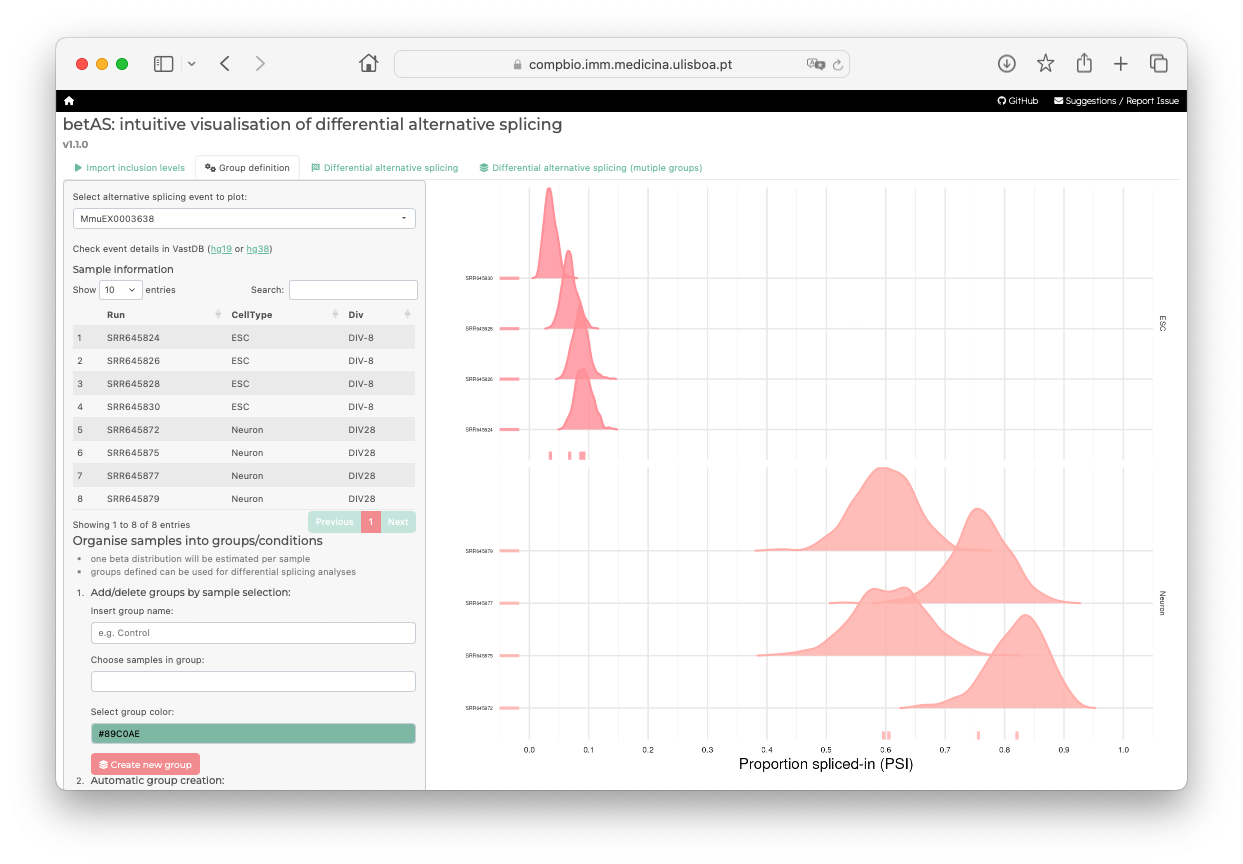 compbio.imm.medicina.ulisboa.pt
GitHub Suggestions / Report Issue
betAS: intuitive visualisation of differential alternative splicing
v1.1.0
Import inclusion levels Group definition Differential alternative splicing Differential alternative splicing (mutiple groups)
Select alternative splicing event to plot:
MmuEX0003638
Check event details in VastDB (hg19 or hg38)
Sample information
Show 10 entries Search:
Run CellType Div
1 SRR645824 ESC DIV-8
2 SRR645826 ESC DIV-8
3 SRR645828 ESC DIV-8
4 SRR645830 ESC DIV-8
5 SRR645872 Neuron DIV28
6 SRR645875 Neuron DIV28
7 SRR645877 Neuron DIV28
8 SRR645879 Neuron DIV28
Showing 1 to 8 of 8 entries
Previous 1 Next
Organise samples into groups/conditions
• one beta distribution will be estimated per sample
• groups defined can be used for differential splicing analyses
1. Add/delete groups by sample selection:
Insert group name:
e.g. Control
Choose samples in group:
Select group color:
#89C0AE
Create new group
2. Automatic group creation:
SRR645830
SRR645828
SRR645826
SRR645824
ESC
SRR645879
SRR645877
SRR645875
SRR645872
Neuron
0.0 0.1 0.2 0.3 0.4 0.5 0.6 0.7 0.8 0.9 1.0
Proportion spliced-in (PSI)